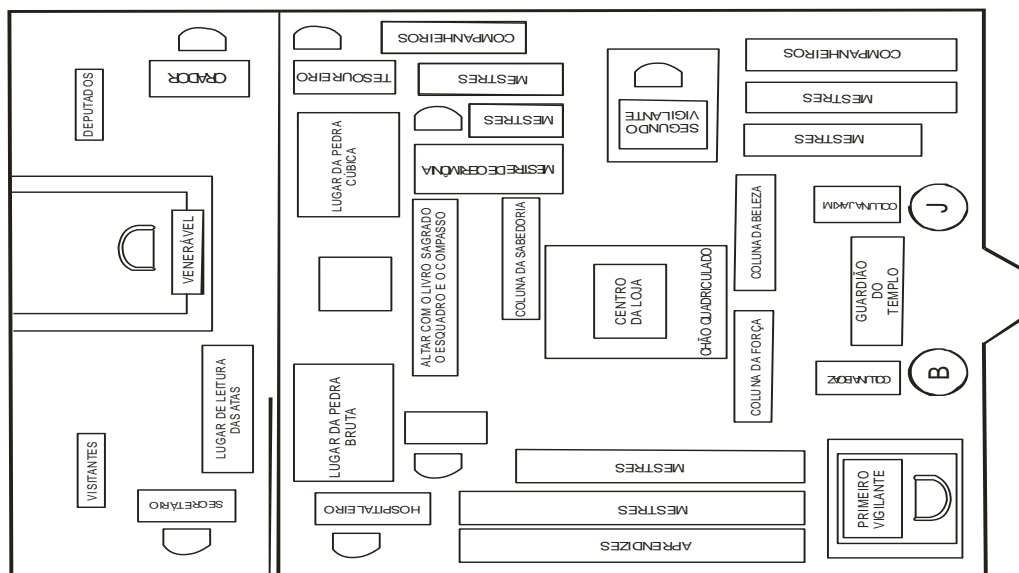 COMPANHEIROS
ORADOR
TESOUREIRO
MESTRES
COMPANHEIROS
MESTRES
MESTRES
DEPUTADOS
MESTRES
SEGUNDO
VIGILANTE
LUGAR DA PEDRA
CÚBICA
MESTRE DE CERIMÔNIA
VENERÁVEL
ALTAR COM O LIVRO SAGRADO
O ESQUADRO E O COMPASSO
COLUNA DA SABEDORIA
COLUNA DA BELEZA
COLUNA JAKIM
J
CENTRO
DA LOJA
CHÃO QUADRICULADO
GUARDIÃO
DO
TEMPLO
LUGAR DE LEITURA
DAS ATAS
COLUNA DA FORÇA
COLUNA BOAZ
B
LUGAR DA PEDRA
BRUTA
VISITANTES
SECRETÁRIO
HOSPITALEIRO
MESTRES
MESTRES
APRENDIZES
PRIMEIRO
VIGILANTE